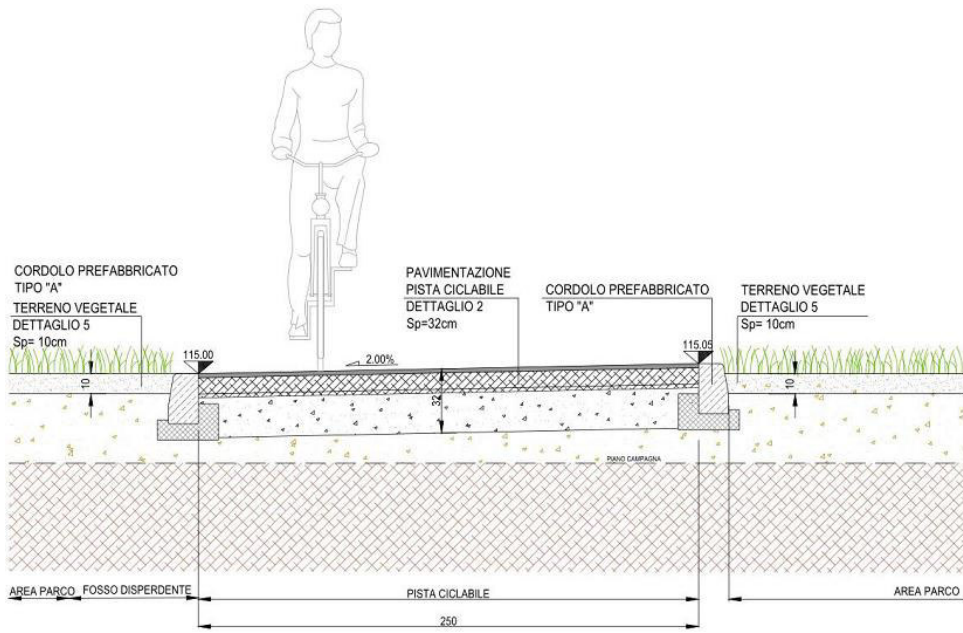 CORDOLO PREFABBRICATO
TIPO "A"
TERRENO VEGETALE
DETTAGLIO 5
Sp= 10cm
PAVIMENTAZIONE
PISTA CICLABILE
DETTAGLIO 2
Sp=32cm
CORDOLO PREFABBRICATO
TIPO "A"
TERRENO VEGETALE
DETTAGLIO 5
Sp= 10cm
115.00
2.00%
115.05
10
32
10
PIANO CAMPAGNA
AREA PARCO
FOSSO DISPERDENTE
PISTA CICLABILE
AREA PARCO
250